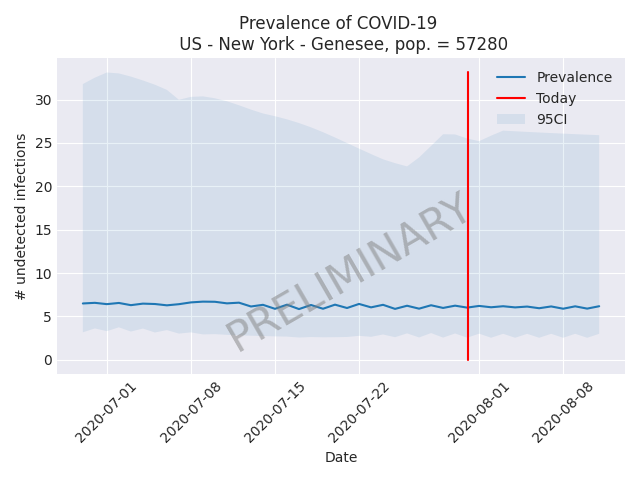 Prevalence of COVID-19
US - New York - Genesee, pop. = 57280
Prevalence
Today
95CI
# undetected infections
30
25
20
15
10
5
0
PRELIMINARY
2020-07-01
2020-07-08
2020-07-15
2020-07-22
2020-08-01
2020-08-08
Date